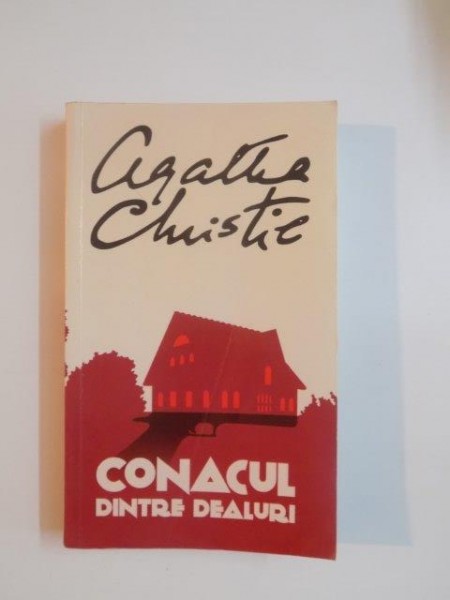 Agatha
Christie
CONACUL
DINTRE DEALURI